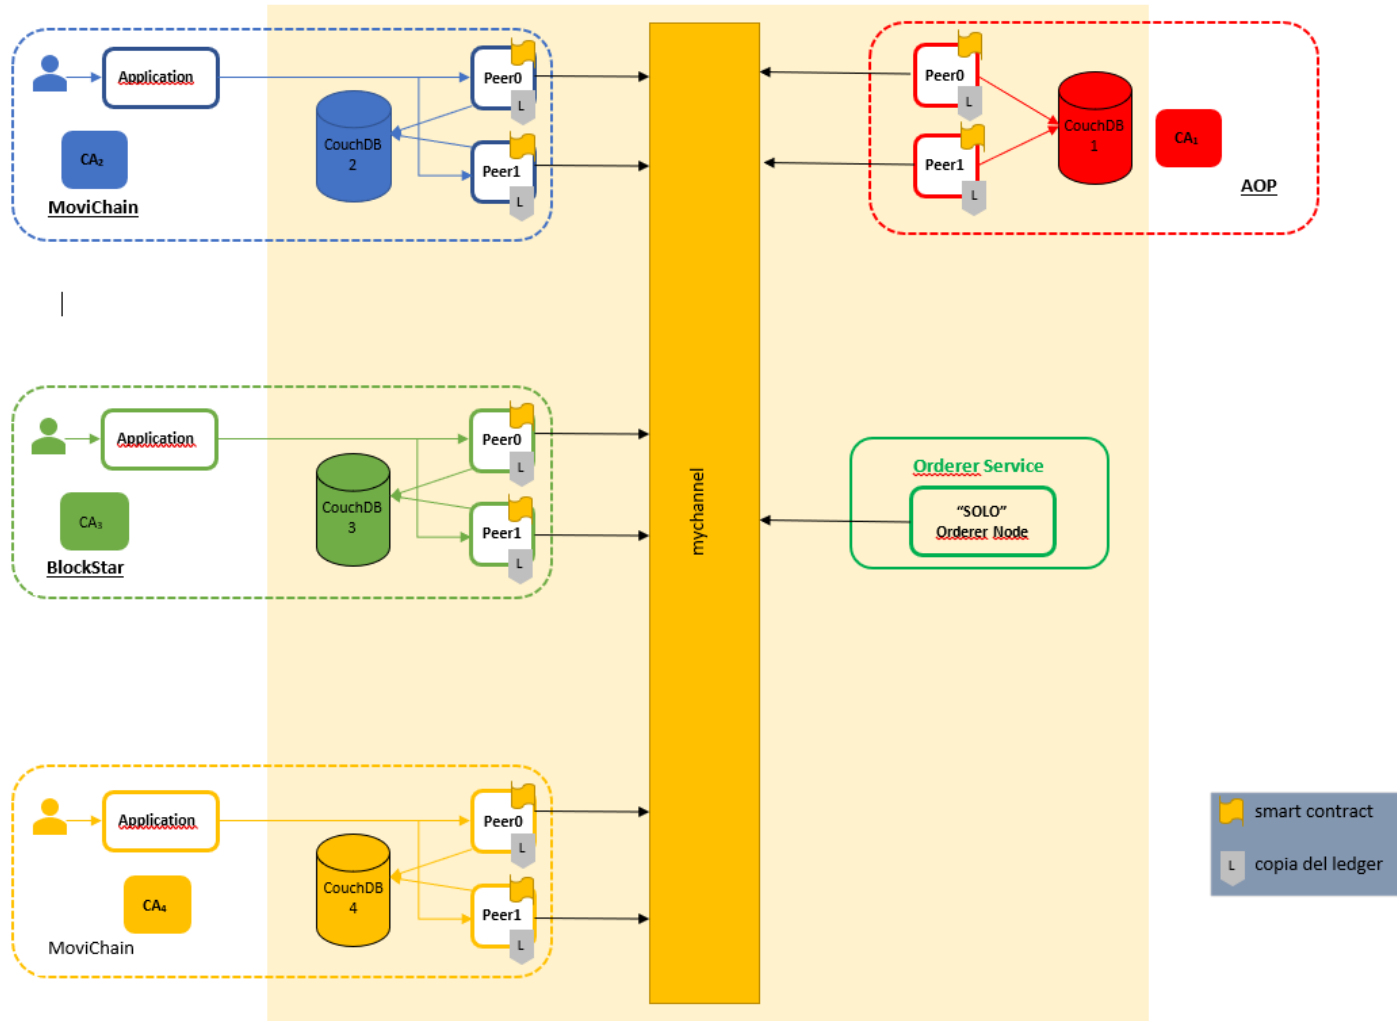 Application
CA₂
MoviChain
CouchDB
2
Peer0
L
Peer1
L
Peer0
L
Peer1
L
CouchDB
1
CA₁
AOP
Application
CA₃
BlockStar
CouchDB
3
Peer0
L
Peer1
L
mychannel
Orderer Service
“SOLO”
Orderer Node
Application
CA₄
MoviChain
CouchDB
4
Peer0
L
Peer1
L
smart contract
L
copia del ledger